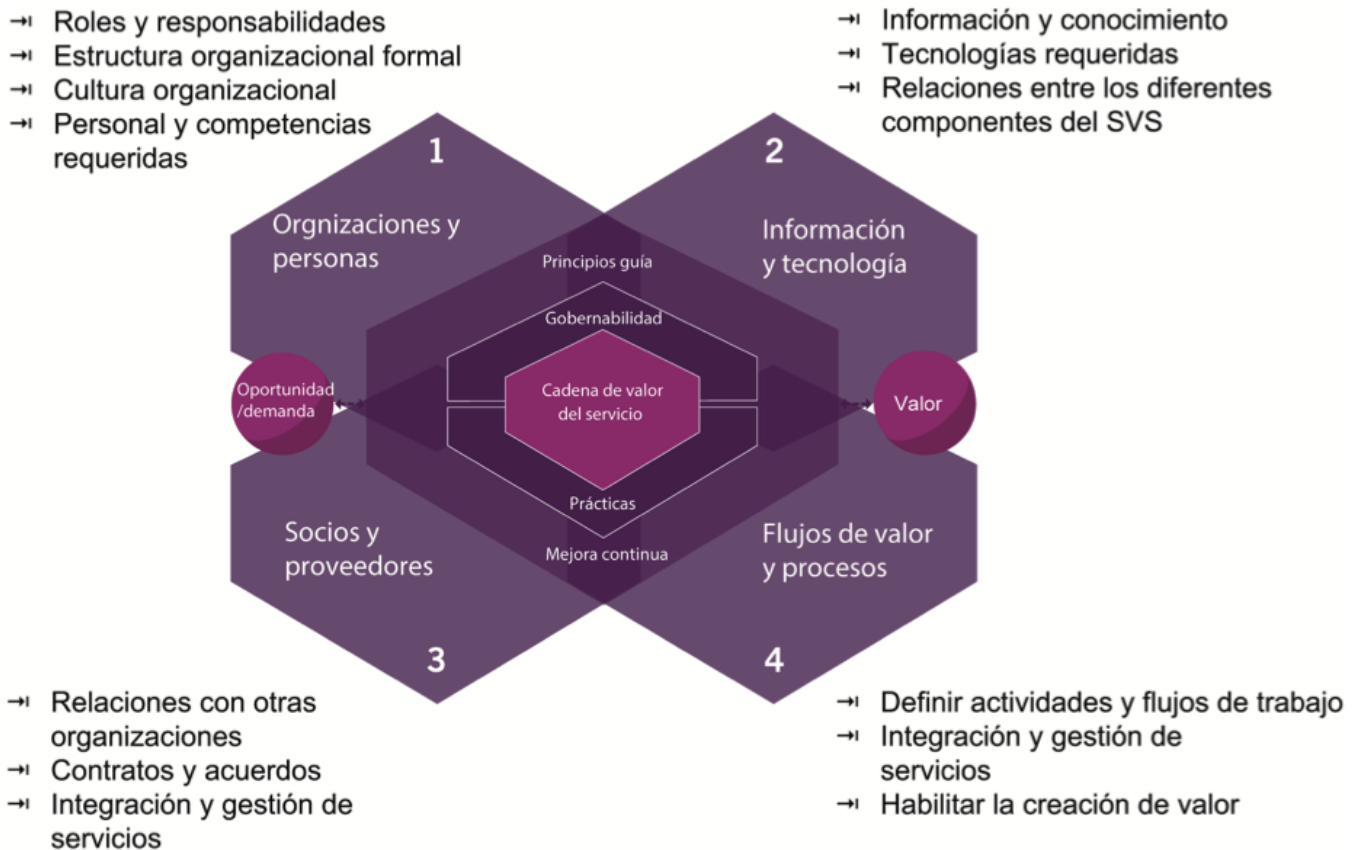 Roles y responsabilidades
Estructura organizacional formal
Cultura organizacional
Personal y competencias
requeridas
Información y conocimiento
Tecnologías requeridas
Relaciones entre los diferentes
componentes del SVS
1
2
Orgnizaciones y
personas
Información
y tecnología
Principios guía
Gobernabilidad
Oportunidad
/demanda
Cadena de valor
del servicio
Valor
Prácticas
Mejora continua
Socios y
proveedores
Flujos de valor
y procesos
3
4
Relaciones con otras
organizaciones
Contratos y acuerdos
Integración y gestión de
servicios
Definir actividades y flujos de trabajo
Integración y gestión de
servicios
Habilitar la creación de valor